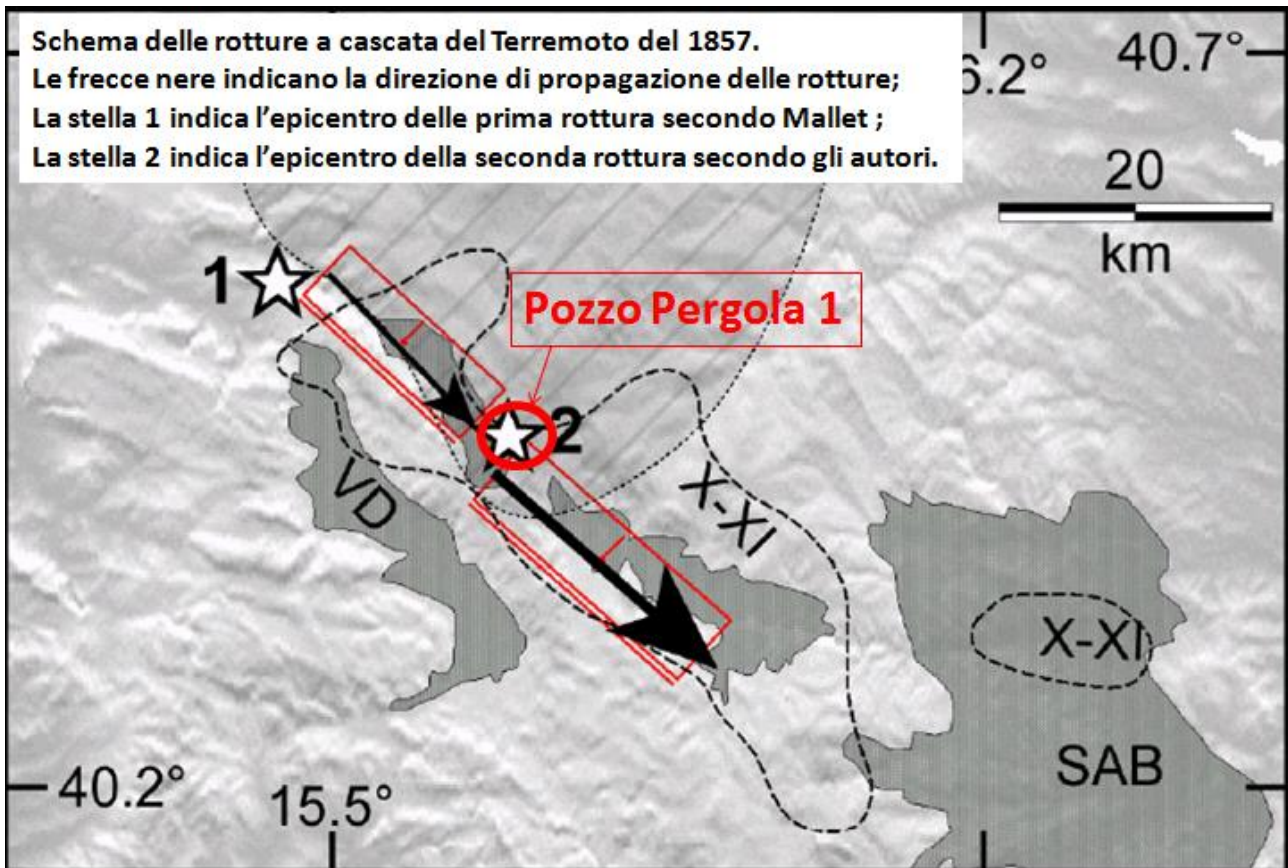 Schema delle rotture a cascata del Terremoto del 1857.
Le frecce nere indicano la direzione di propagazione delle rotture;
La stella 1 indica l'epicentro delle prima rottura secondo Mallet ;
La stella 2 indica l'epicentro della seconda rottura secondo gli autori.
6.2°
40.7°
20
km
1
Pozzo Pergola 1
2
VD
X-XI
X-XI
SAB
40.2°
15.5°